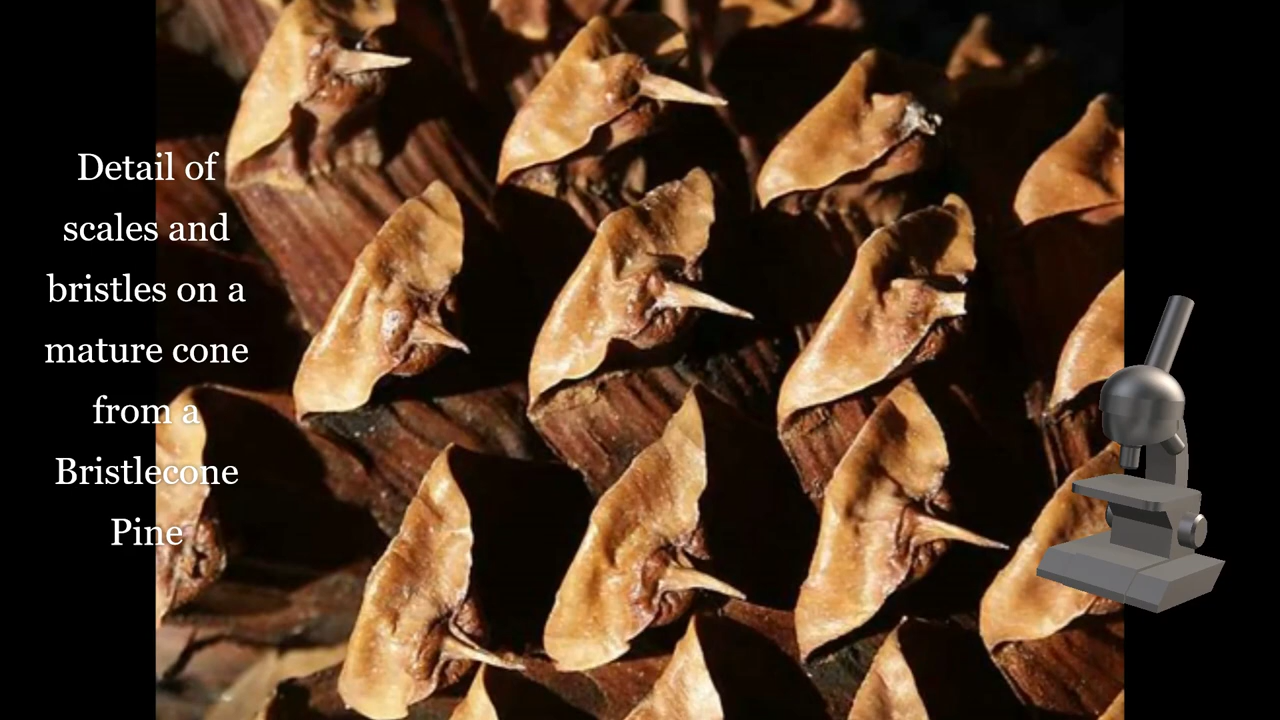 Detail of
scales and
bristles on a
mature cone
from a
Bristlecone
Pine